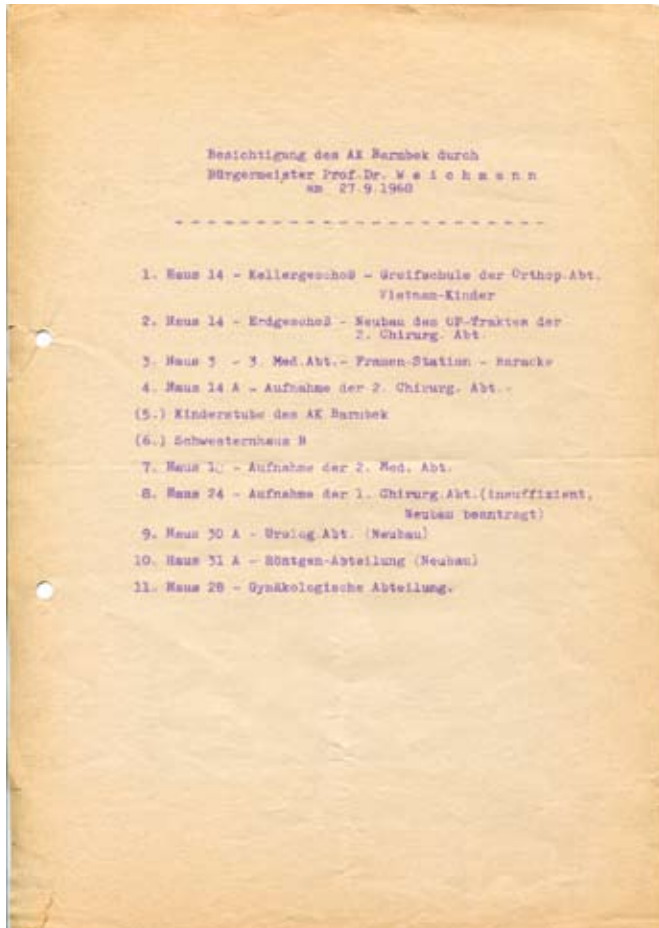 Besichtigung des AK Barmbek durch
Bürgermeister Prof.Dr. W e i c h m a n n
am 27.9.1968
- - - - - - - - - - - - - - - - - - - - - - - - -
1. Haus 14 - Kellergeschoß - Greifschule der Orthop.Abt.
Vietnam-Kinder
2. Haus 14 - Erdgeschoß - Neubau des OP-Traktes der
2. Chirurg. Abt.
3. Haus 3 - 3. Med.Abt.- Frauen-Station - Baracke
4. Haus 14 A - Aufnahme der 2. Chirurg. Abt.-
(5.) Kinderstube des AK Barmbek
(6.) Schwesternhaus B
7. Haus - Aufnahme der 2. Med. Abt.
8. Haus 24 - Aufnahme der 1. Chirurg.Abt.(insuffizient,
Neubau beantragt)
9. Haus 30 A - Urolog.Abt. (Neubau)
10. Haus 31 A - Röntgen-Abteilung (Neubau)
11. Haus 28 - Gynäkologische Abteilung.